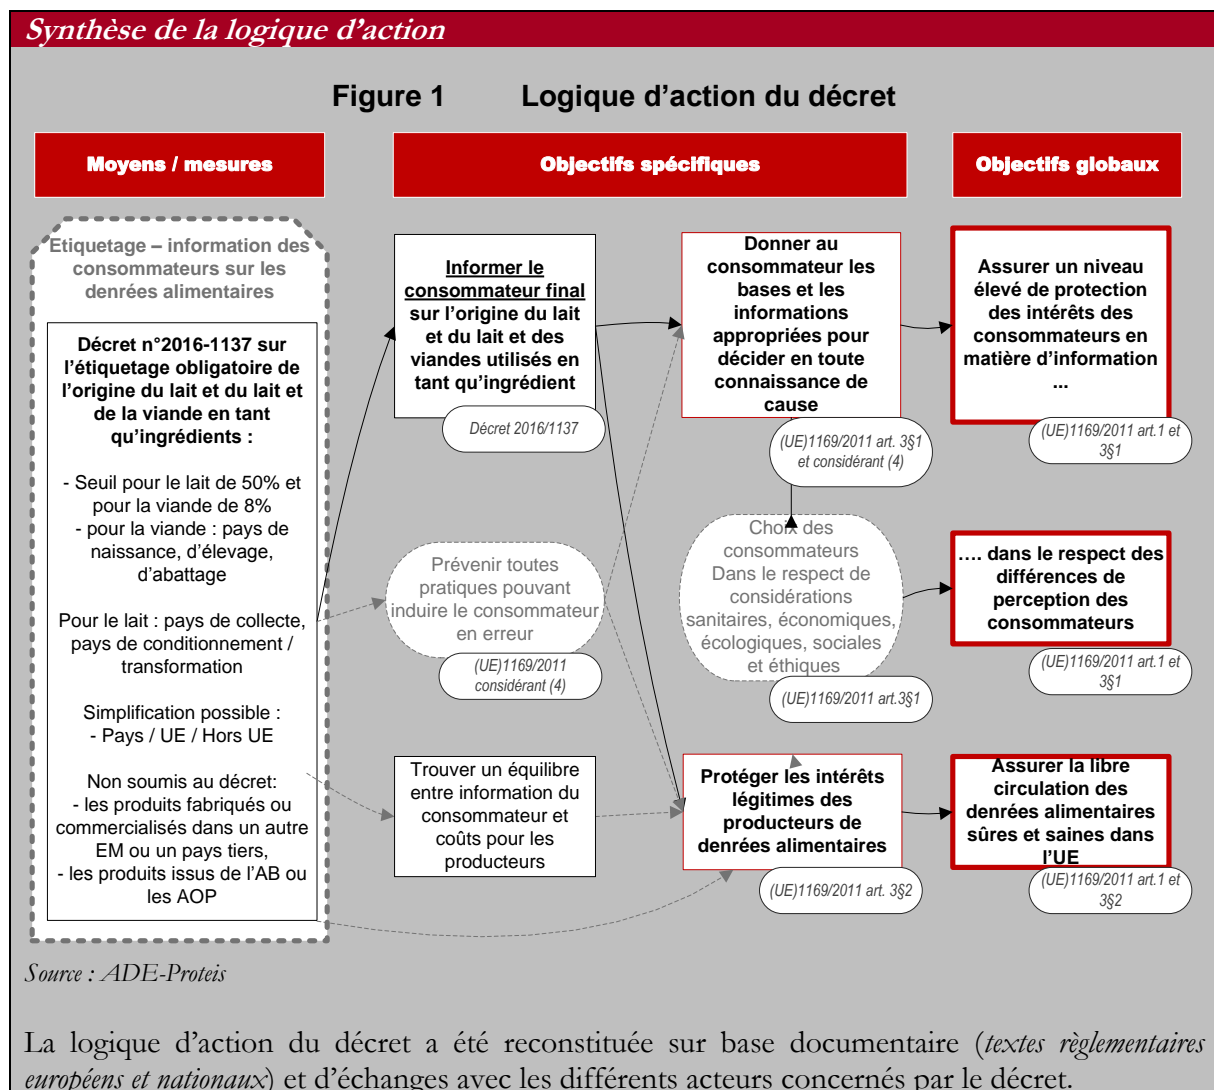 Synthèse de la logique d'action
Figure 1 Logique d'action du décret
Moyens / mesures
Objectifs spécifiques
Objectifs globaux
Etiquetage – information des
consommateurs sur les
denrées alimentaires
Décret n°2016-1137 sur
l'étiquetage obligatoire de
l'origine du lait et du lait et
de la viande en tant
qu'ingrédients :
- Seuil pour le lait de 50% et
pour la viande de 8%
- pour la viande : pays de
naissance, d'élevage,
d'abattage
Pour le lait : pays de collecte,
pays de conditionnement /
transformation
Simplification possible :
- Pays / UE / Hors UE
Non soumis au décret:
- les produits fabriqués ou
commercialisés dans un autre
EM ou un pays tiers,
- les produits issus de l'AB ou
les AOP
Informer le
consommateur final
sur l'origine du lait
et du lait et des
viandes utilisés en
tant qu'ingrédient
Décret 2016/1137
Prévenir toutes
pratiques pouvant
induire le consommateur
en erreur
(UE)1169/2011
considérant (4)
Trouver un équilibre
entre information du
consommateur et
coûts pour les
producteurs
Donner au
consommateur les
bases et les
informations
appropriées pour
décider en toute
connaissance de
cause
(UE)1169/2011 art. 3§1
et considérant (4)
Choix des
consommateurs
Dans le respect de
considérations
sanitaires, économiques,
écologiques, sociales
et éthiques
(UE)1169/2011 art.3§1
Protéger les intérêts
légitimes des
producteurs de
denrées alimentaires
(UE)1169/2011 art. 3§2
Assurer un niveau
élevé de protection
des intérêts des
consommateurs en
matière d'information
...
(UE)1169/2011 art.1 et
3§1
…. dans le respect des
différences de
perception des
consommateurs
(UE)1169/2011 art.1 et
3§1
Assurer la libre
circulation des
denrées alimentaires
sûres et saines dans
l'UE
(UE)1169/2011 art.1 et
3§2
Source : ADE-Proteis
La logique d'action du décret a été reconstituée sur base documentaire (textes règlementaires
européens et nationaux) et d'échanges avec les différents acteurs concernés par le décret.